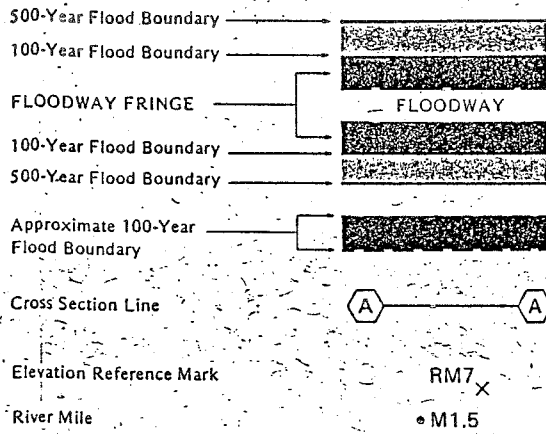 500-Year Flood Boundary
100-Year Flood Boundary
FLOODWAY FRINGE
FLOODWAY
100-Year Flood Boundary
500-Year Flood Boundary
Approximate 100-Year
Flood Boundary
Cross Section Line
A A
Elevation Reference Mark
RM7
River Mile
M1.5